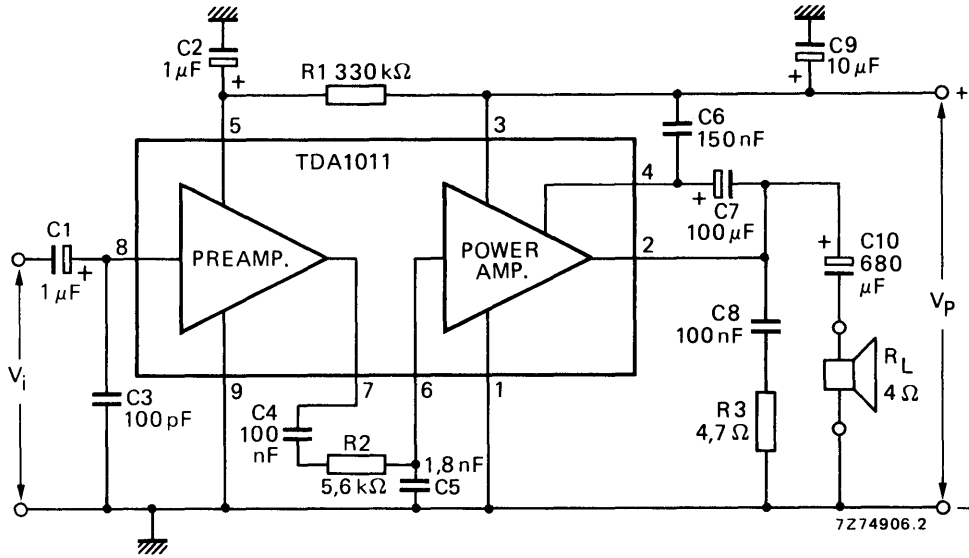 C2
1 μF
+
R1 330 kΩ
C9
10 μF
+
+
5
3
TDA1011
C6
150 nF
4
+
C7
100 μF
C1
1 μF
+
8
PREAMP.
POWER
AMP.
2
+
C10
680
μF
VP
Vi
C3
100 pF
9
7
6
1
C8
100 nF
RL
4 Ω
C4
100
nF
R2
5,6 kΩ
1,8 nF
C5
R3
4,7 Ω
−
7Z74906.2